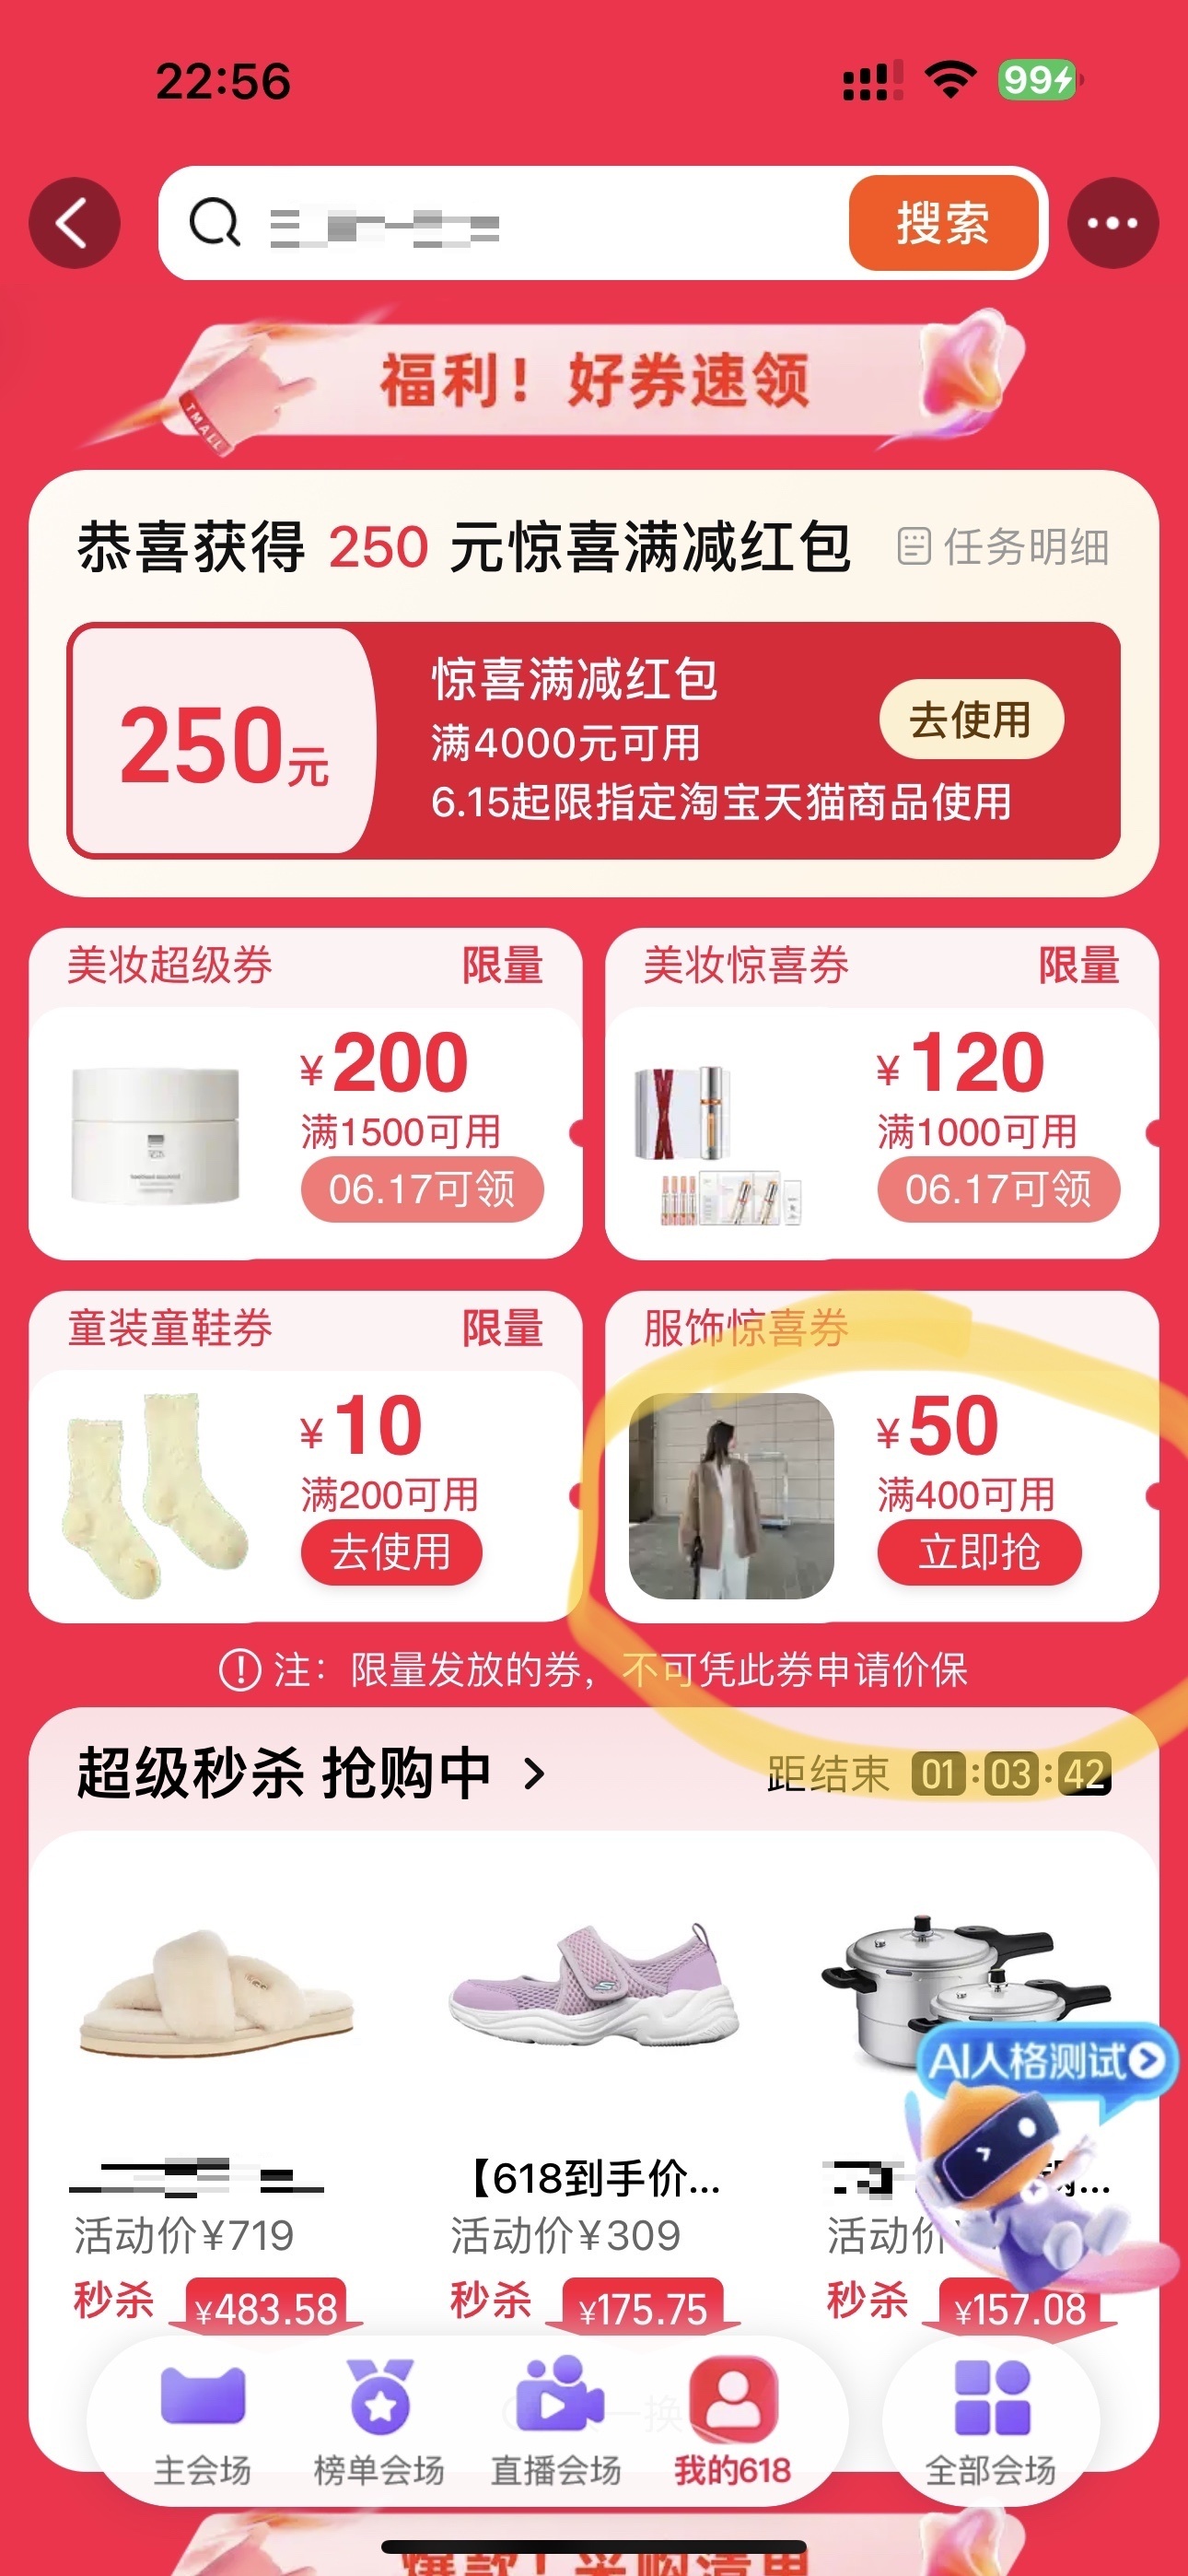 22:56
99
搜索
TMALL
福利！好券速领
恭喜获得 250 元惊喜满减红包
任务明细
250元
惊喜满减红包
满4000元可用
6.15起限指定淘宝天猫商品使用
去使用
美妆超级券 限量
¥200
满1500可用
06.17可领
美妆惊喜券 限量
¥120
满1000可用
06.17可领
童装童鞋券 限量
¥10
满200可用
去使用
服饰惊喜券
¥50
满400可用
立即抢
注：限量发放的券，不可凭此券申请价保
超级秒杀 抢购中
距结束 01:03:42
AI人格测试
活动价¥719
秒杀 ¥483.58
【618到手价...
活动价¥309
秒杀 ¥175.75
活动价
秒杀 ¥157.08
主会场
榜单会场
直播会场
我的618
全部会场
爆款！采购清单